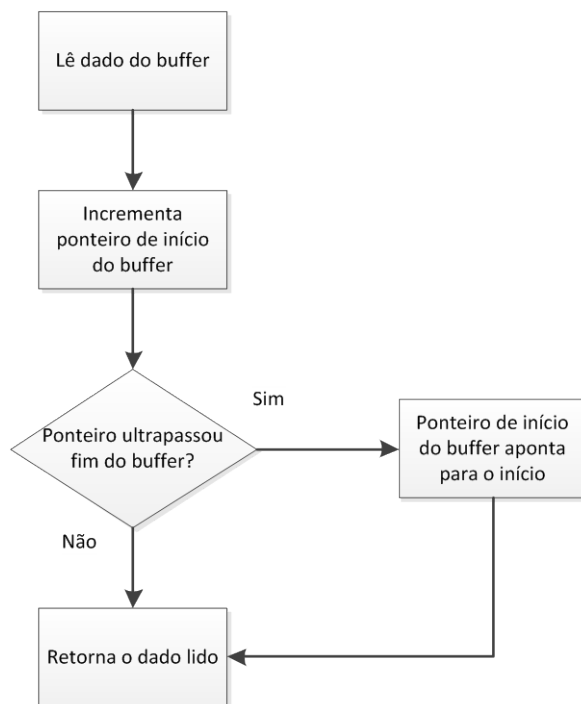 Lê dado do buffer
Incrementa
ponteiro de início
do buffer
Ponteiro ultrapassou
fim do buffer?
Sim
Ponteiro de início
do buffer aponta
para o início
Não
Retorna o dado lido